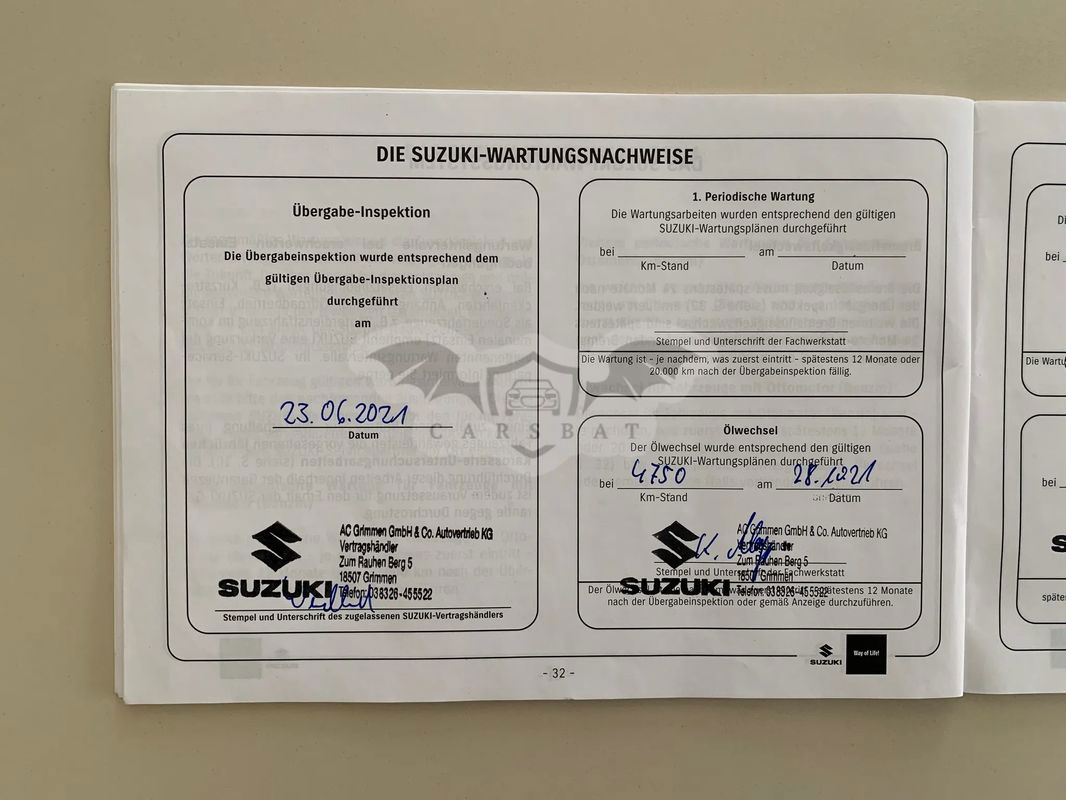 DIE SUZUKI-WARTUNGSNACHWEISE
Übergabe-Inspektion
Die Übergabeinspektion wurde entsprechend dem
gültigen Übergabe-Inspektionsplan
durchgeführt
am
23.06.2021
Datum
AC Grimmen GmbH & Co. Autovertrieb KG
Vertragshändler
Zum Rauhen Berg 5
18507 Grimmen
SUZUKI Telefon: 038326-455522
Stempel und Unterschrift des zugelassenen SUZUKI-Vertragshändlers
1. Periodische Wartung
Die Wartungsarbeiten wurden entsprechend den gültigen
SUZUKI-Wartungsplänen durchgeführt
bei am
Km-Stand Datum
Stempel und Unterschrift der Fachwerkstatt
Die Wartung ist - je nachdem, was zuerst eintritt - spätestens 12 Monate oder
20.000 km nach der Übergabeinspektion fällig.
CARSBAT
Ölwechsel
Der Ölwechsel wurde entsprechend den gültigen
SUZUKI-Wartungsplänen durchgeführt
bei 4750 am
Km-Stand Datum
AC Grimmen GmbH & Co. Autovertrieb KG
Vertragshändler
Zum Rauhen Berg 5
Stempel und Unterschrift der Fachwerkstatt
18507 Grimmen
SUZUKI Telefon: 038326-455522
Der spätestens 12 Monate
nach der Übergabeinspektion oder gemäß Anzeige durchzuführen.
SUZUKI Way of Life!
- 32 -
bei
bei